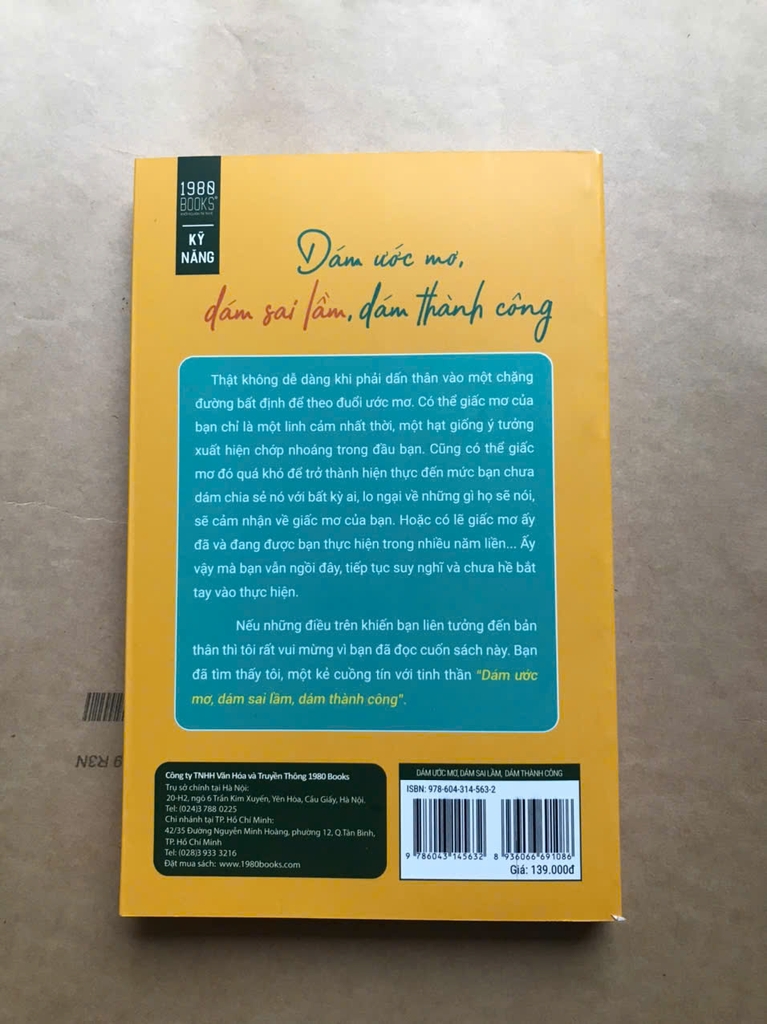 1980
BOOKS
KỸ
NĂNG
Dám ước mơ,
dám sai lầm, dám thành công
Thật không dễ dàng khi phải dấn thân vào một chặng
đường bất định để theo đuổi ước mơ. Có thể giấc mơ của
bạn chỉ là một linh cảm nhất thời, một hạt giống ý tưởng
xuất hiện chớp nhoáng trong đầu bạn. Cũng có thể giấc
mơ đó quá khó để trở thành hiện thực đến mức bạn chưa
dám chia sẻ nó với bất kỳ ai, lo ngại về những gì họ sẽ nói,
sẽ cảm nhận về giấc mơ của bạn. Hoặc có lẽ giấc mơ ấy
đã và đang được bạn thực hiện trong nhiều năm liền... Ấy
vậy mà bạn vẫn ngồi đây, tiếp tục suy nghĩ và chưa hề bắt
tay vào thực hiện.
Nếu những điều trên khiến bạn liên tưởng đến bản
thân thì tôi rất vui mừng vì bạn đã đọc cuốn sách này. Bạn
đã tìm thấy tôi, một kẻ cuồng tín với tinh thần "Dám ước
mơ, dám sai lầm, dám thành công".
9 R3N
Công ty TNHH Văn Hóa và Truyền Thông 1980 Books
Trụ sở chính tại Hà Nội:
20-H2, ngõ 6 Trần Kim Xuyến, Yên Hòa, Cầu Giấy, Hà Nội.
Tel: (024)3 788 0225
Chi nhánh tại TP. Hồ Chí Minh:
42/35 Đường Nguyễn Minh Hoàng, phường 12, Q.Tân Bình,
TP. Hồ Chí Minh
Tel: (028)3 933 3216
Đặt mua sách: www.1980books.com
DÁM ƯỚC MƠ, DÁM SAI LẦM, DÁM THÀNH CÔNG
ISBN: 978-604-314-563-2
9 786043 145632
8 936066 691086
Giá: 139.000đ